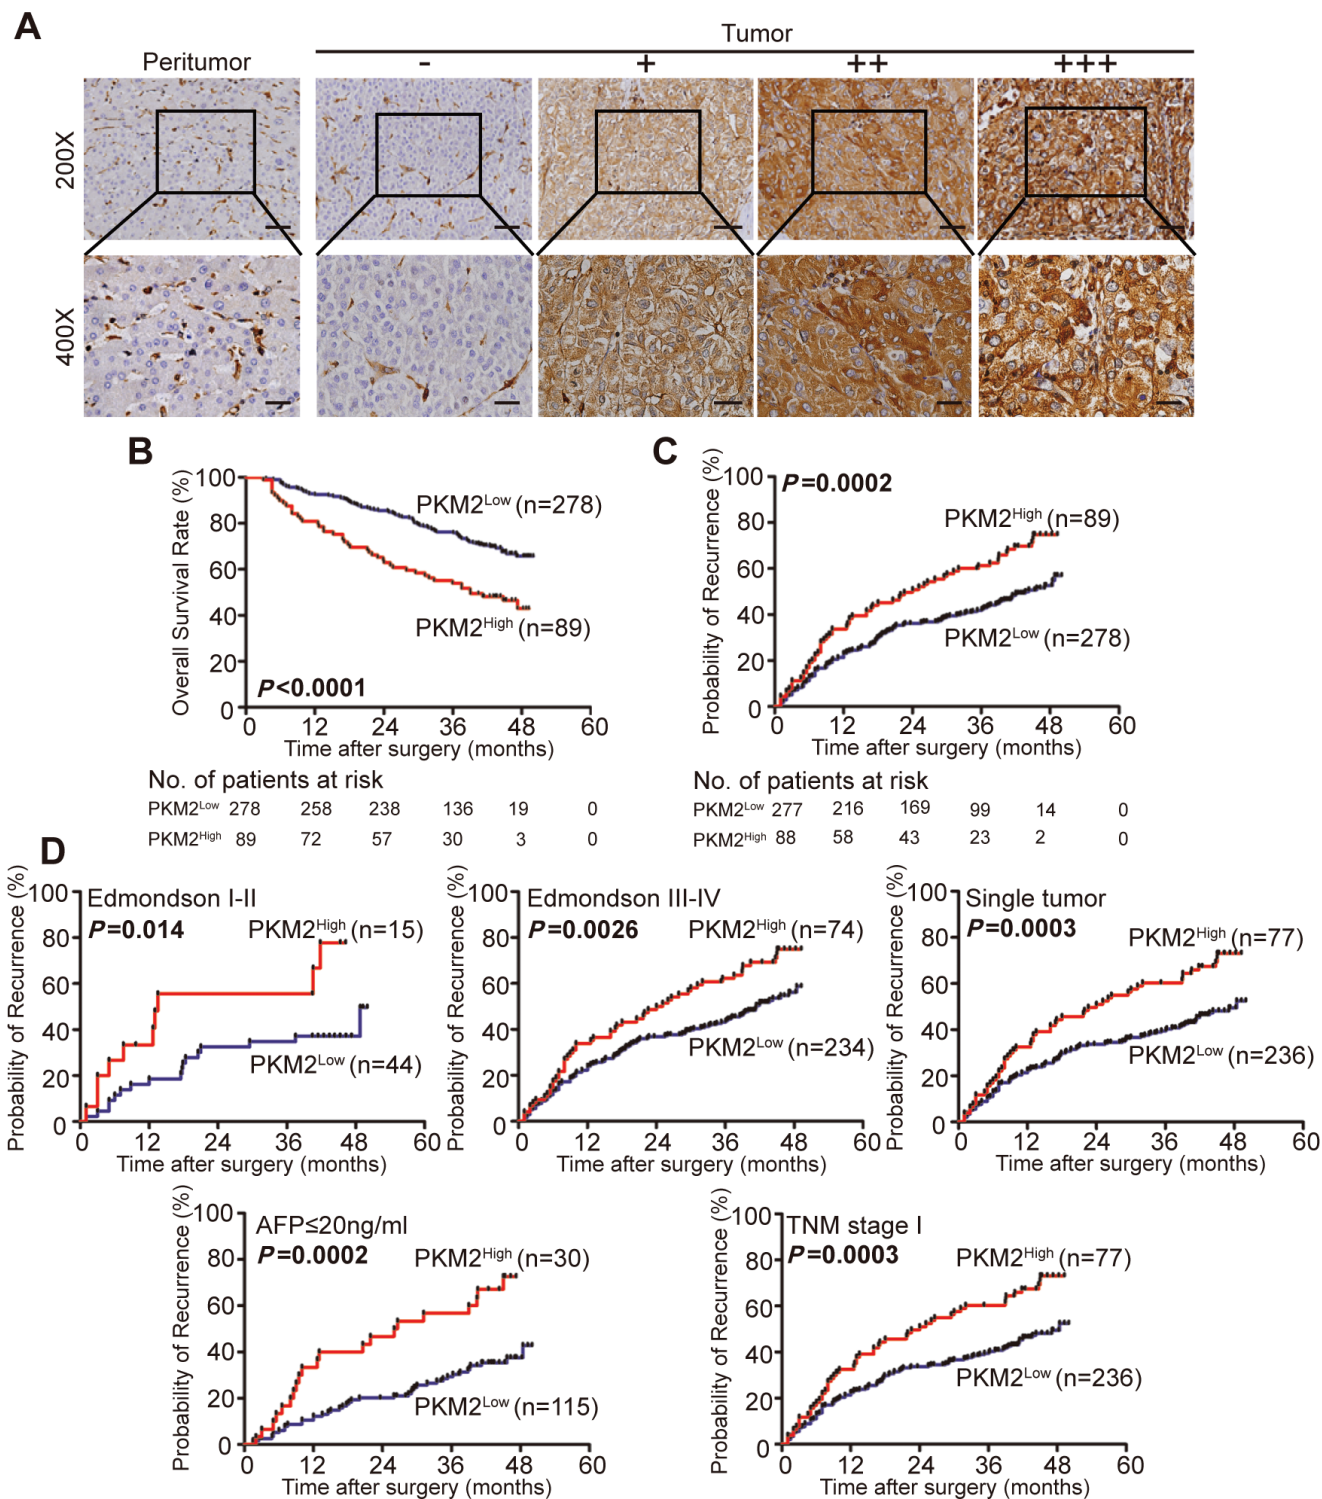 A
Tumor
Peritumor
- + ++ +++
200X
400X
B
Overall Survival Rate (%)
100
80
60
40
20
0
PKM2Low (n=278)
PKM2High (n=89)
P<0.0001
0 12 24 36 48 60
Time after surgery (months)
No. of patients at risk
PKM2Low 278 258 238 136 19 0
PKM2High 89 72 57 30 3 0
C
Probability of Recurrence (%)
100
80
60
40
20
0
P=0.0002
PKM2High (n=89)
PKM2Low (n=278)
0 12 24 36 48 60
Time after surgery (months)
No. of patients at risk
PKM2Low 277 216 169 99 14 0
PKM2High 88 58 43 23 2 0
D
Probability of Recurrence (%)
100
80
60
40
20
0
Edmondson I-II
P=0.014
PKM2High (n=15)
PKM2Low (n=44)
0 12 24 36 48 60
Time after surgery (months)
Probability of Recurrence (%)
100
80
60
40
20
0
Edmondson III-IV
P=0.0026
PKM2High (n=74)
PKM2Low (n=234)
0 12 24 36 48 60
Time after surgery (months)
Probability of Recurrence (%)
100
80
60
40
20
0
Single tumor
P=0.0003
PKM2High (n=77)
PKM2Low (n=236)
0 12 24 36 48 60
Time after surgery (months)
Probability of Recurrence (%)
100
80
60
40
20
0
AFP≤20ng/ml
P=0.0002
PKM2High (n=30)
PKM2Low (n=115)
0 12 24 36 48 60
Time after surgery (months)
Probability of Recurrence (%)
100
80
60
40
20
0
TNM stage I
P=0.0003
PKM2High (n=77)
PKM2Low (n=236)
0 12 24 36 48 60
Time after surgery (months)